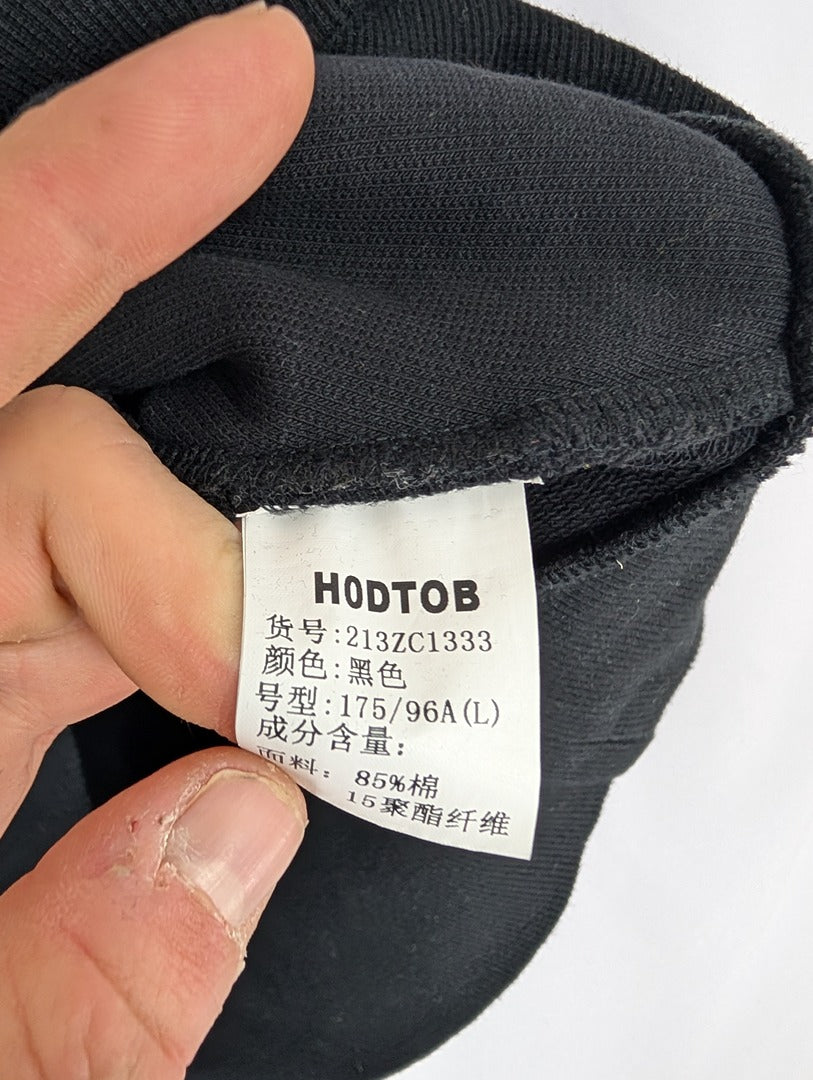 HODTOB
货号:213ZC1333
颜色:黑色
号型:175/96A(L)
成分含量:
面料: 85%棉
15聚酯纤维